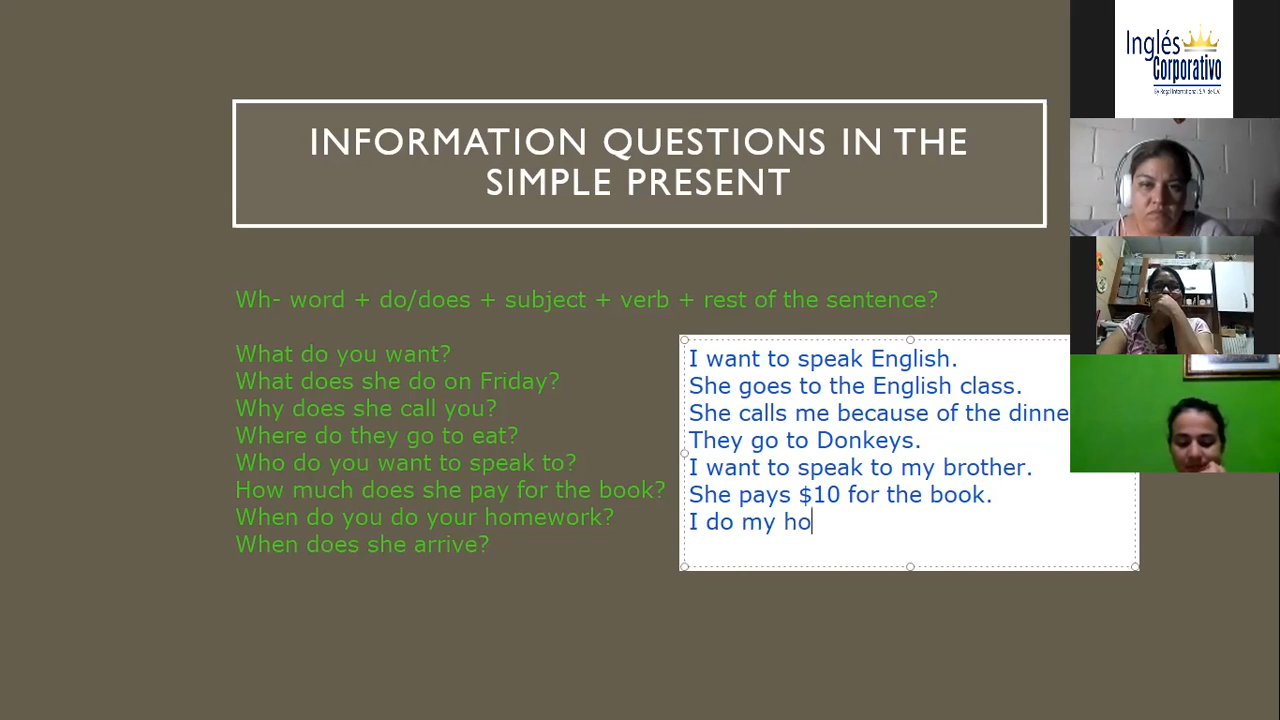 INFORMATION QUESTIONS IN THE
SIMPLE PRESENT
Wh- word + do/does + subject + verb + rest of the sentence?
What do you want?
What does she do on Friday?
Why does she call you?
Where do they go to eat?
Who do you want to speak to?
How much does she pay for the book?
When do you do your homework?
When does she arrive?
I want to speak English.
She goes to the English class.
She calls me because of the dinne
They go to Donkeys.
I want to speak to my brother.
She pays $10 for the book.
I do my ho
Inglés
Corporativo